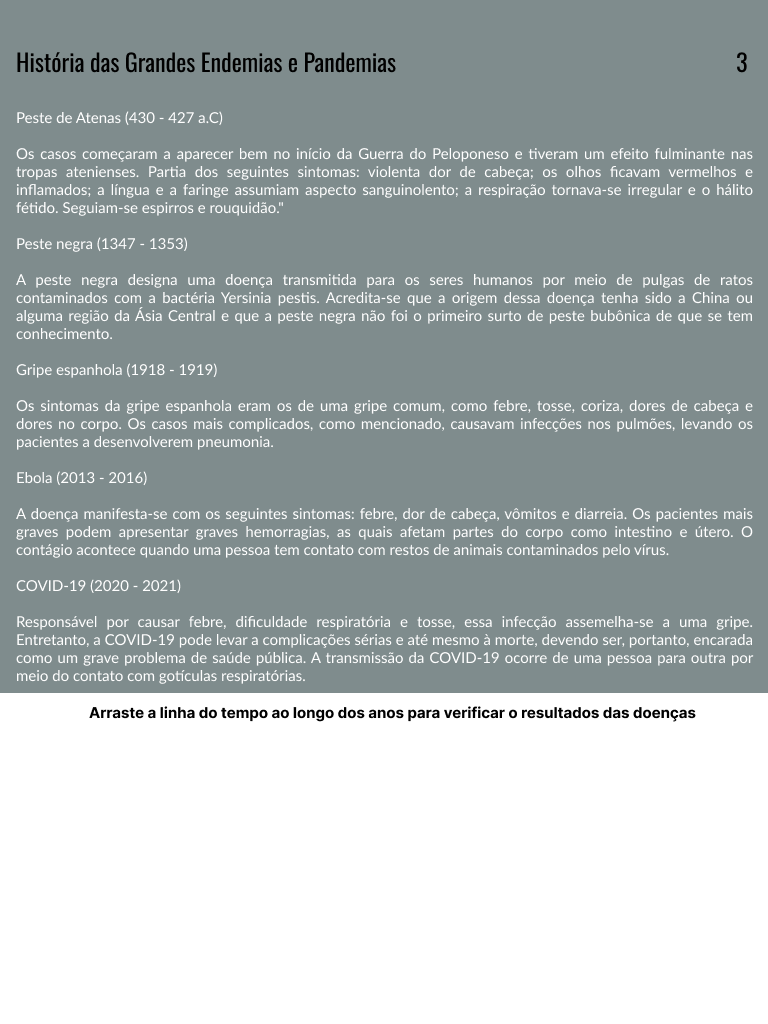 História das Grandes Endemias e Pandemias 3
Peste de Atenas (430 - 427 a.C)
Os casos começaram a aparecer bem no início da Guerra do Peloponeso e tiveram um efeito fulminante nas
tropas atenienses. Partia dos seguintes sintomas: violenta dor de cabeça; os olhos ficavam vermelhos e
inflamados; a língua e a faringe assumiam aspecto sanguinolento; a respiração tornava-se irregular e o hálito
fétido. Seguiam-se espirros e rouquidão."
Peste negra (1347 - 1353)
A peste negra designa uma doença transmitida para os seres humanos por meio de pulgas de ratos
contaminados com a bactéria Yersinia pestis. Acredita-se que a origem dessa doença tenha sido a China ou
alguma região da Ásia Central e que a peste negra não foi o primeiro surto de peste bubônica de que se tem
conhecimento.
Gripe espanhola (1918 - 1919)
Os sintomas da gripe espanhola eram os de uma gripe comum, como febre, tosse, coriza, dores de cabeça e
dores no corpo. Os casos mais complicados, como mencionado, causavam infecções nos pulmões, levando os
pacientes a desenvolverem pneumonia.
Ebola (2013 - 2016)
A doença manifesta-se com os seguintes sintomas: febre, dor de cabeça, vômitos e diarreia. Os pacientes mais
graves podem apresentar graves hemorragias, as quais afetam partes do corpo como intestino e útero. O
contágio acontece quando uma pessoa tem contato com restos de animais contaminados pelo vírus.
COVID-19 (2020 - 2021)
Responsável por causar febre, dificuldade respiratória e tosse, essa infecção assemelha-se a uma gripe.
Entretanto, a COVID-19 pode levar a complicações sérias e até mesmo à morte, devendo ser, portanto, encarada
como um grave problema de saúde pública. A transmissão da COVID-19 ocorre de uma pessoa para outra por
meio do contato com gotículas respiratórias.
Arraste a linha do tempo ao longo dos anos para verificar o resultados das doenças